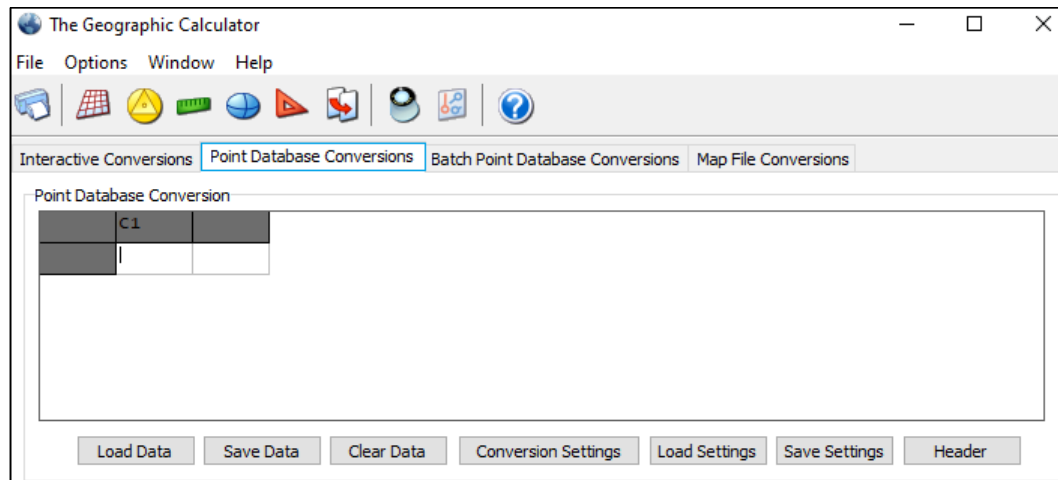 The Geographic Calculator
File Options Window Help
Interactive Conversions Point Database Conversions Batch Point Database Conversions Map File Conversions
Point Database Conversion
C1
Load Data Save Data Clear Data Conversion Settings Load Settings Save Settings Header